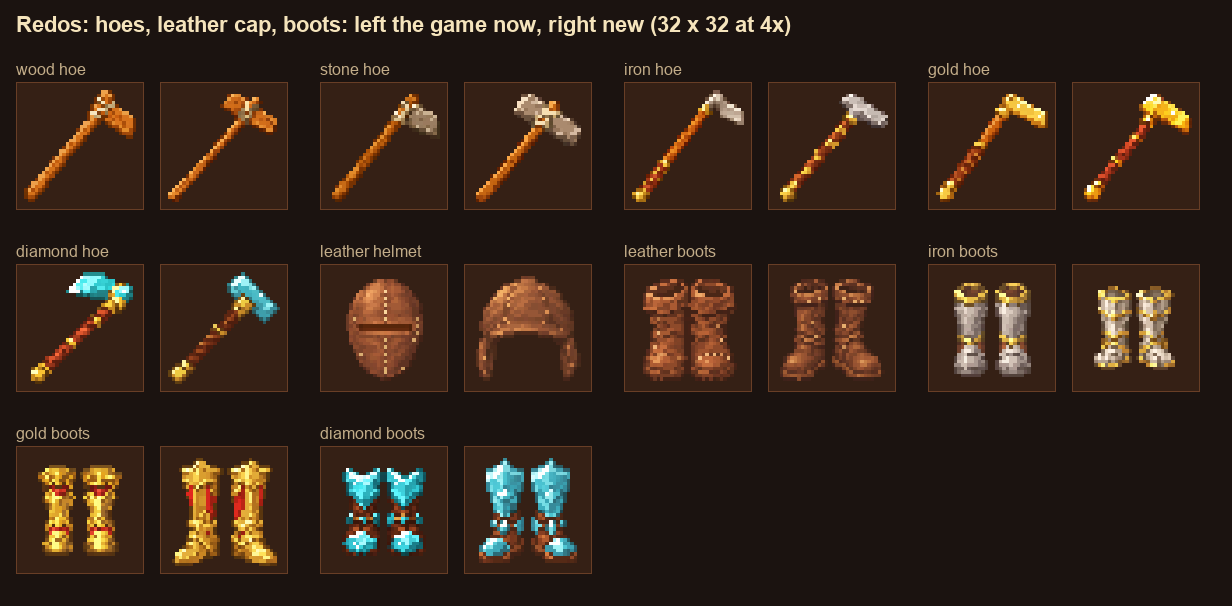 Redos: hoes, leather cap, boots: left the game now, right new (32 x 32 at 4x)
wood hoe
stone hoe
iron hoe
gold hoe
diamond hoe
leather helmet
leather boots
iron boots
gold boots
diamond boots